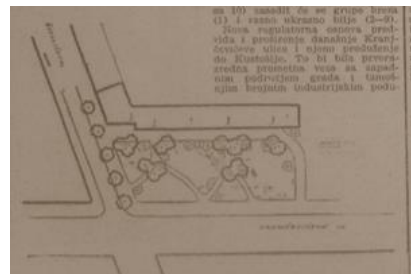 sa 10) zasadit će se grupe breza
(1) i razno ukrasno bilje (2—9).
Nova regulatorna osnova pred-
viđa i proširenje današnje Kranj-
čevićeve ulice i njeno produženje
do Kustošije. To bi bila prvora-
zredna prometna veza sa zapad-
nim područjem grada i tamoš-
njim brojnim industrijskim podu-